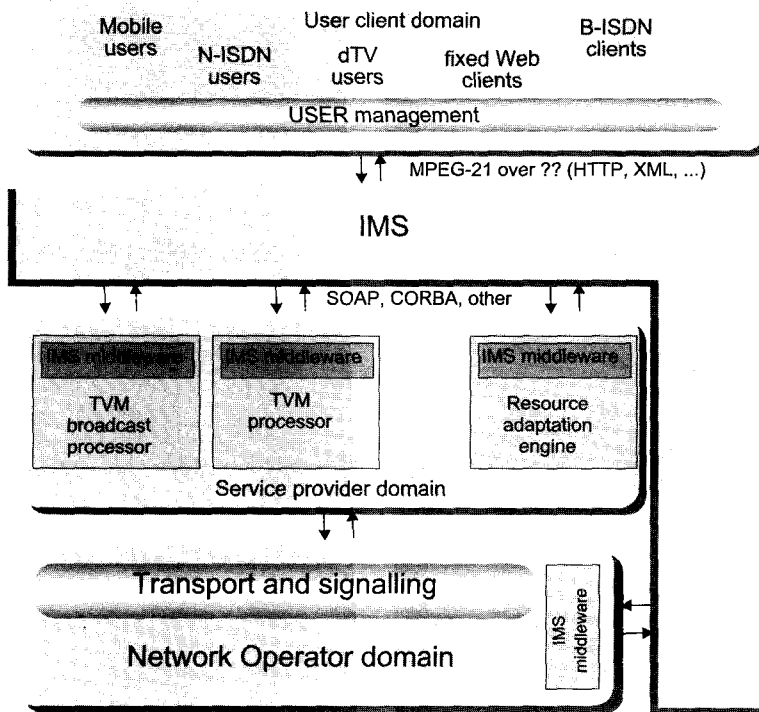 User client domain
Mobile
users
N-ISDN
users
dTV
users
fixed Web
clients
B-ISDN
clients
USER management
MPEG-21 over ?? (HTTP, XML, ...)
IMS
SOAP, CORBA, other
IMS middleware
TVM
broadcast
processor
IMS middleware
TVM
processor
IMS middleware
Resource
adaptation
engine
Service provider domain
Transport and signalling
Network Operator domain
IMS
middleware